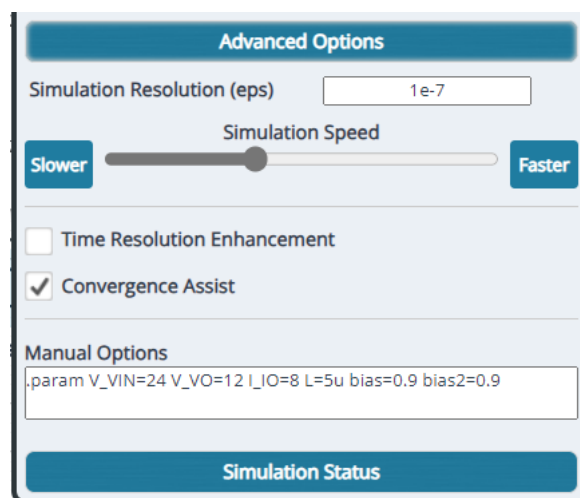 Advanced Options
Simulation Resolution (eps) 1e-7
Simulation Speed
Slower Faster
Time Resolution Enhancement
Convergence Assist
Manual Options
.param V_VIN=24 V_VO=12 I_IO=8 L=5u bias=0.9 bias2=0.9
Simulation Status